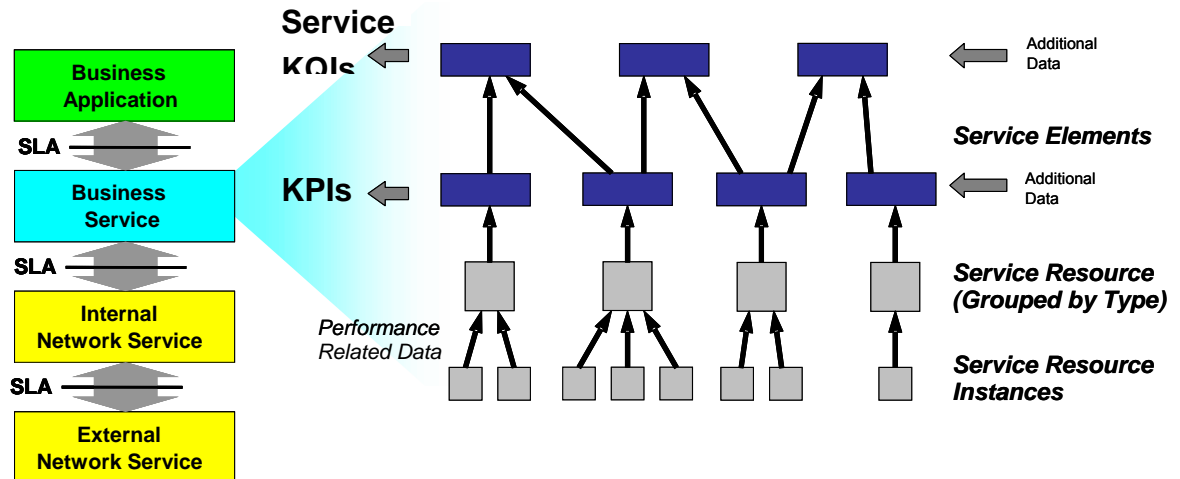 Service
KQIs
Business
Application
SLA
Business
Service
SLA
Internal
Network Service
SLA
External
Network Service
KPIs
Performance
Related Data
Additional
Data
Service Elements
Additional
Data
Service Resource
(Grouped by Type)
Service Resource
Instances